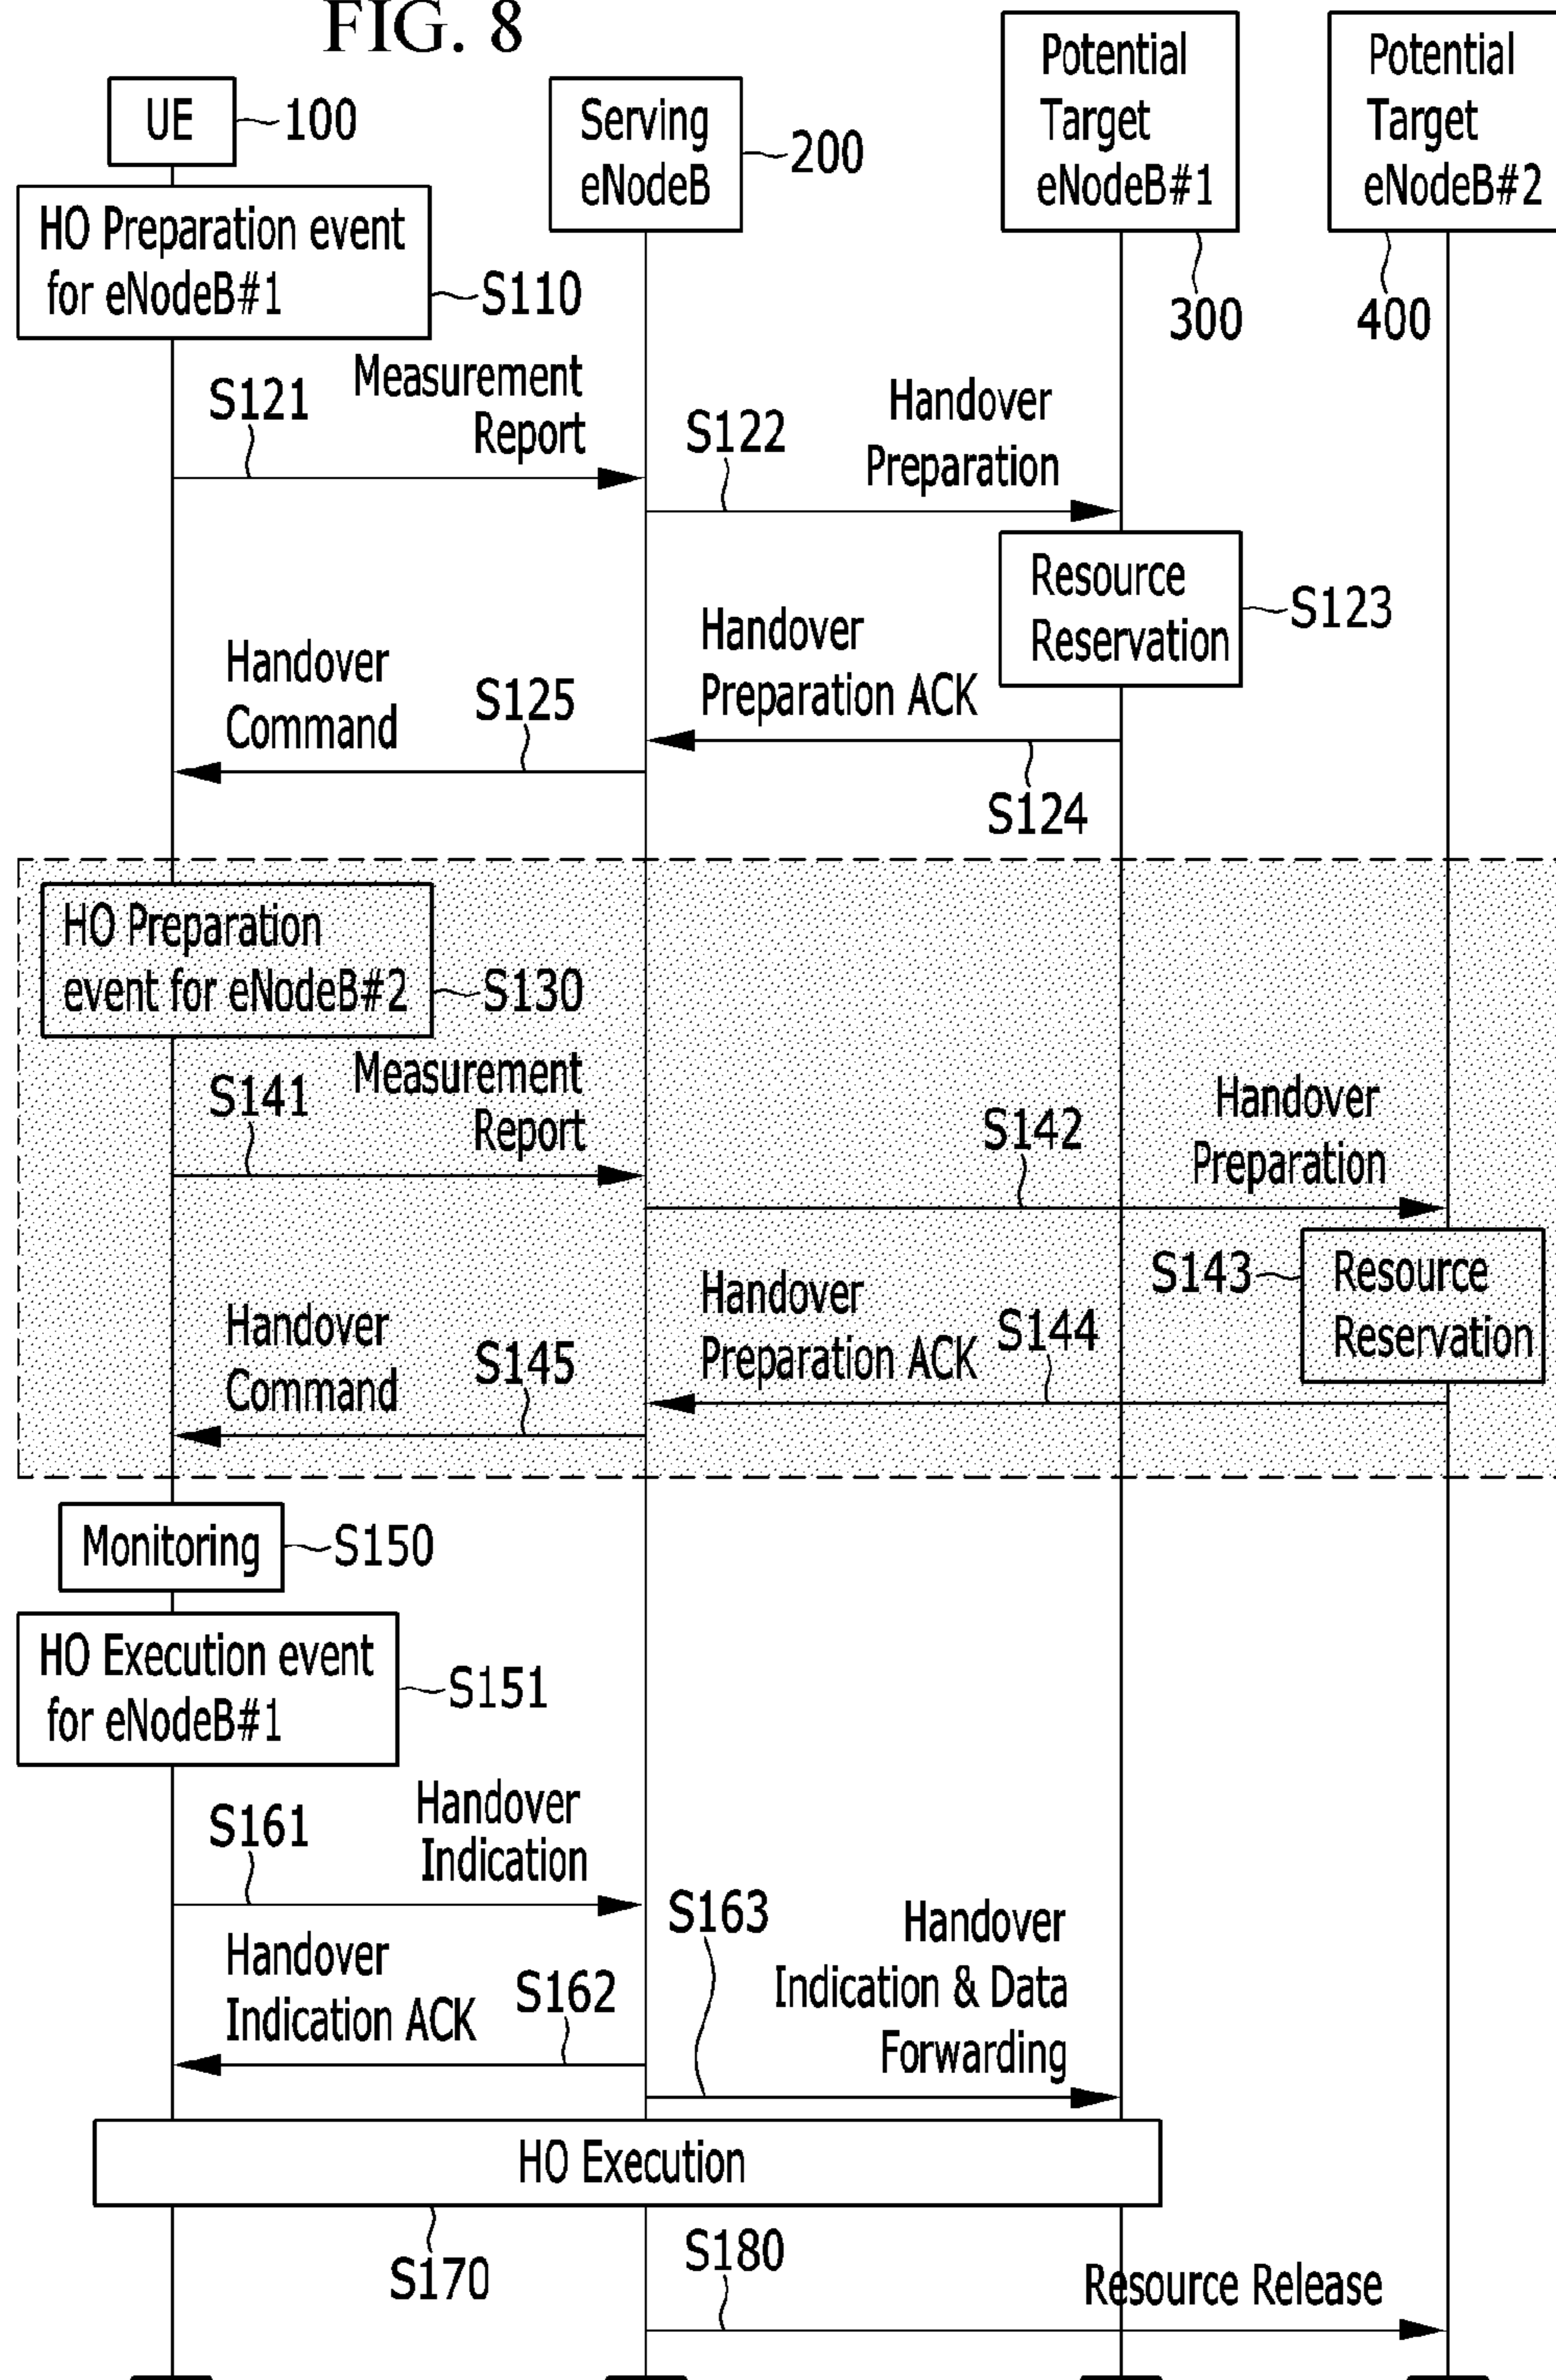 FIG. 8
UE
100
Serving
eNodeB
200
Potential
Target
eNodeB#1
300
Potential
Target
eNodeB#2
400
HO Preparation event
for eNodeB#1
S110
S121
Measurement
Report
S122
Handover
Preparation
Resource
Reservation
S123
Handover
Preparation ACK
S124
Handover
Command
S125
HO Preparation
event for eNodeB#2
S130
S141
Measurement
Report
S142
Handover
Preparation
S143
Resource
Reservation
Handover
Preparation ACK
S144
Handover
Command
S145
Monitoring
S150
HO Execution event
for eNodeB#1
S151
S161
Handover
Indication
Handover
Indication ACK
S162
S163
Handover
Indication & Data
Forwarding
HO Execution
S170
S180
Resource Release